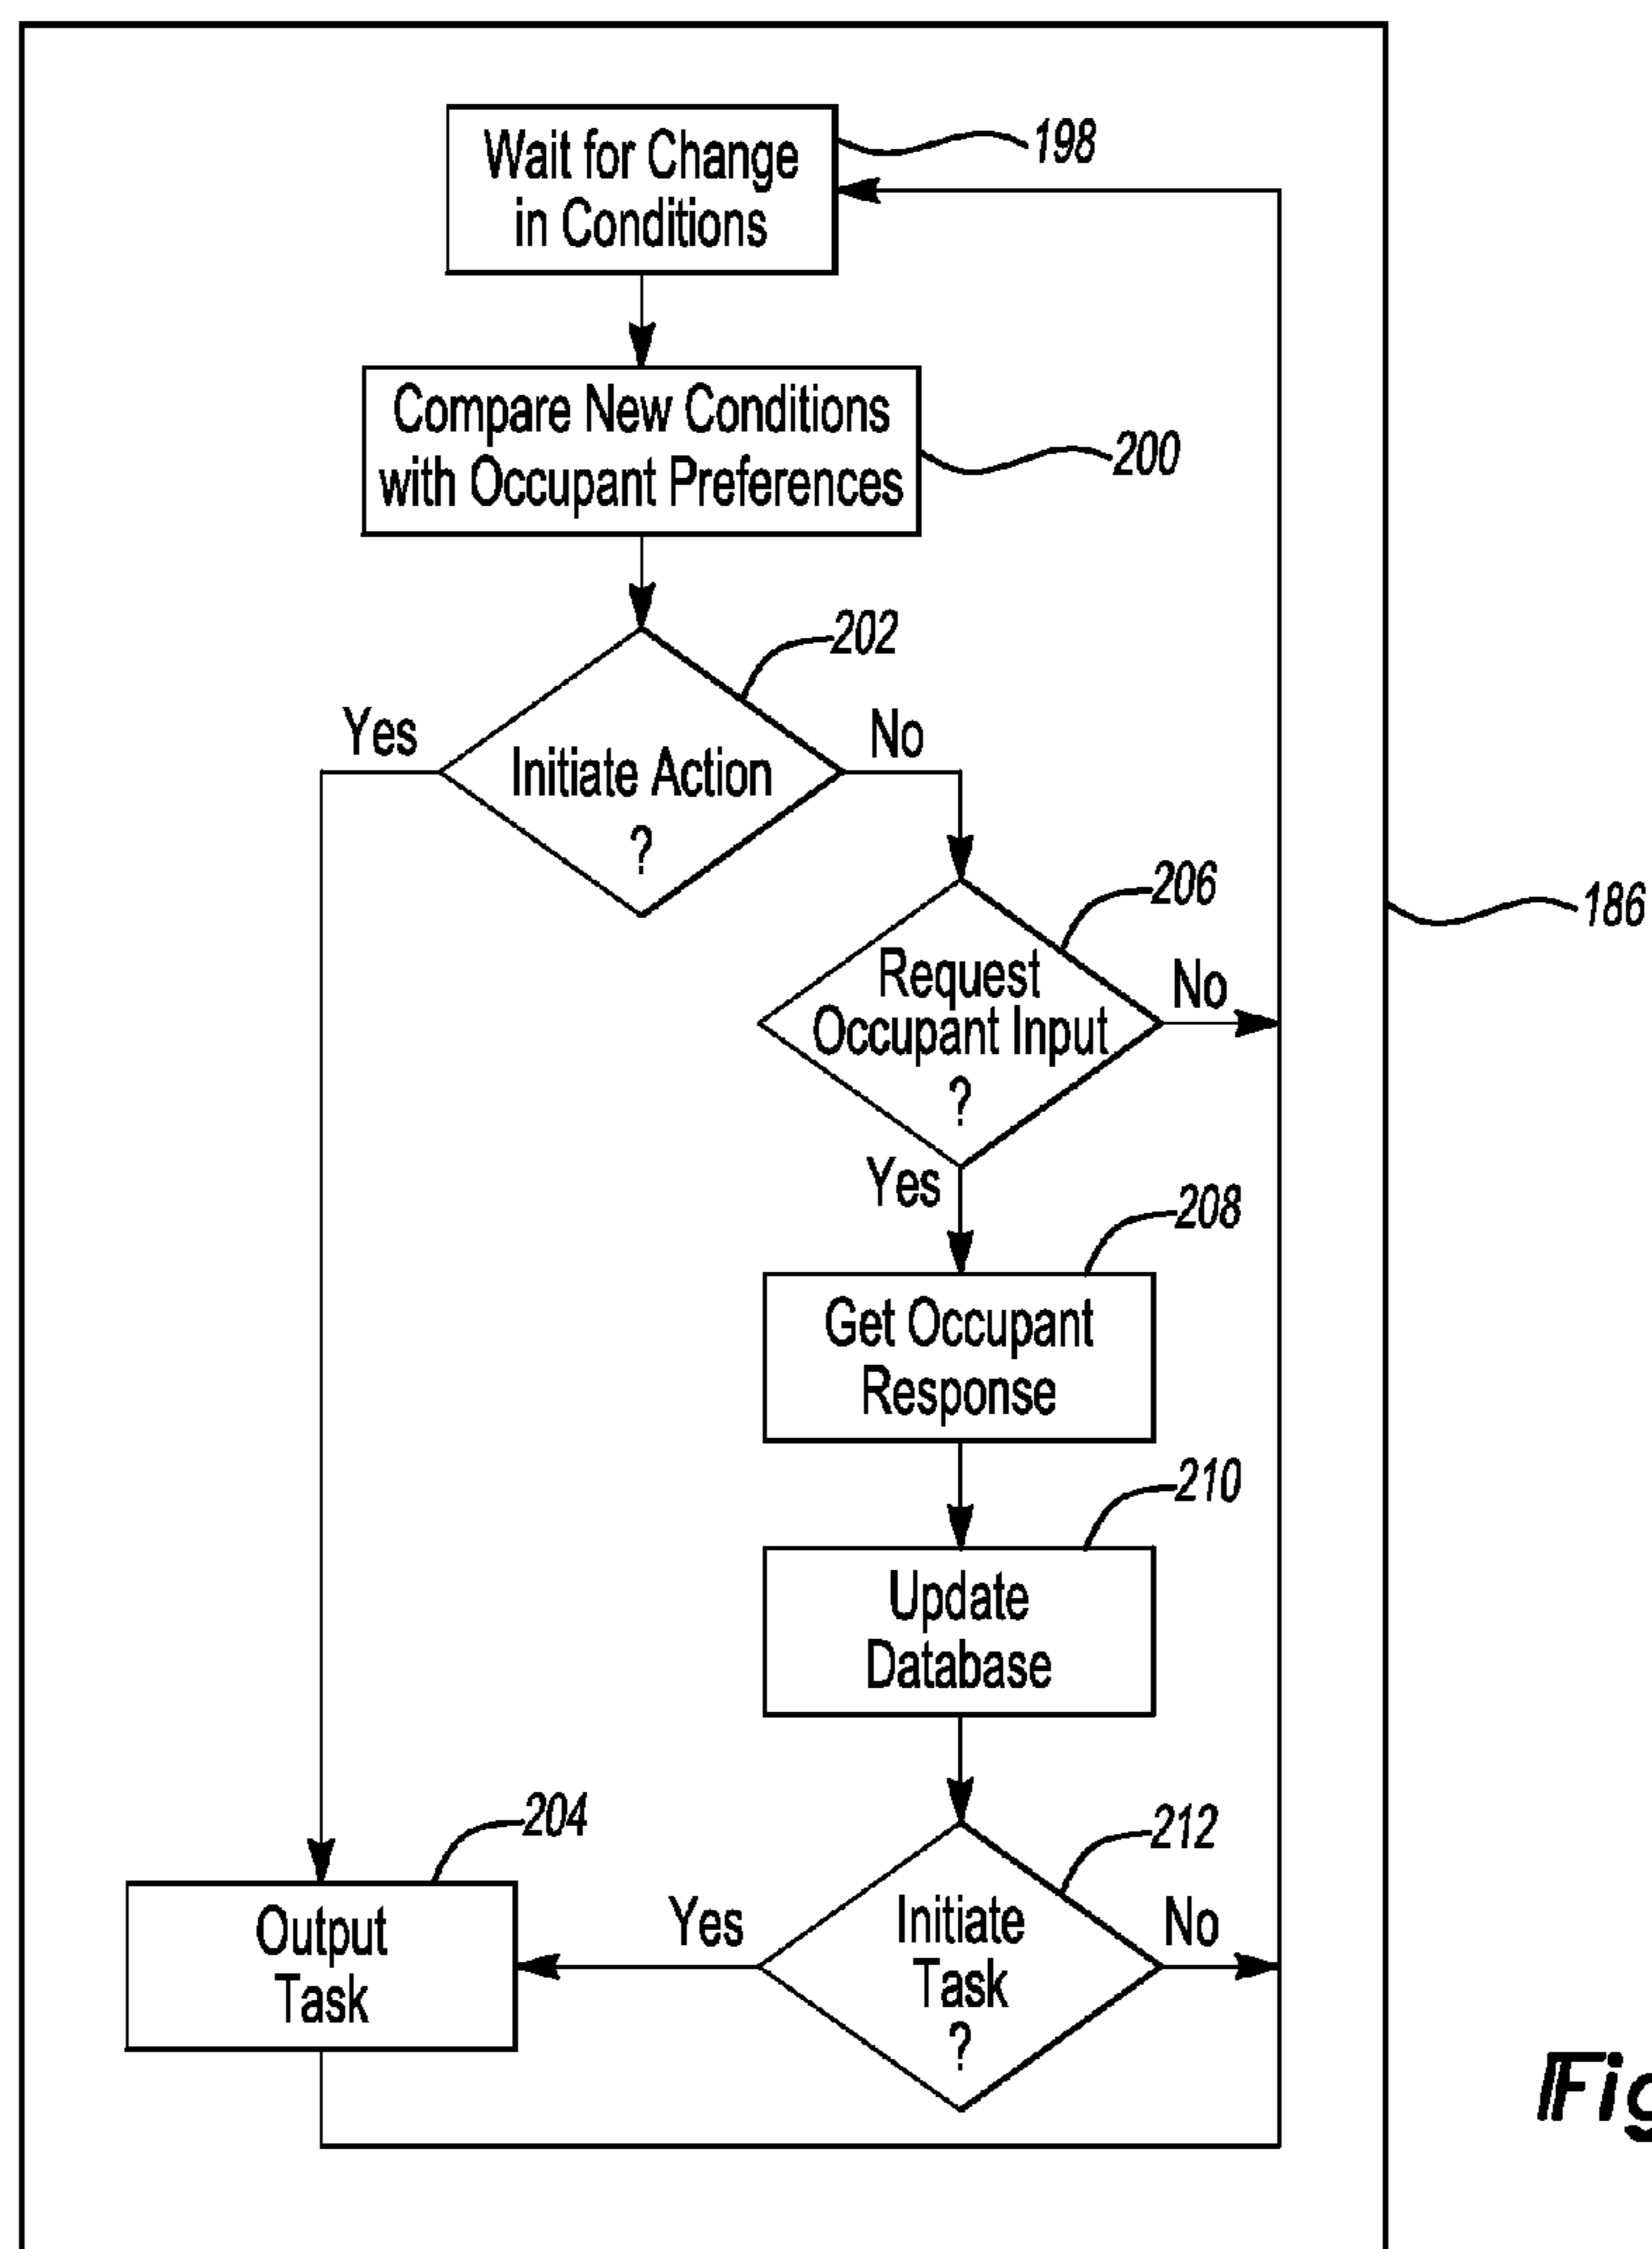 Wait for Change
in Conditions
198
Compare New Conditions
with Occupant Preferences
200
202
Yes
No
Initiate Action
?
206
186
Request
Occupant Input
?
No
Yes
208
Get Occupant
Response
210
Update
Database
204
212
Output
Task
Yes
Initiate
Task
?
No